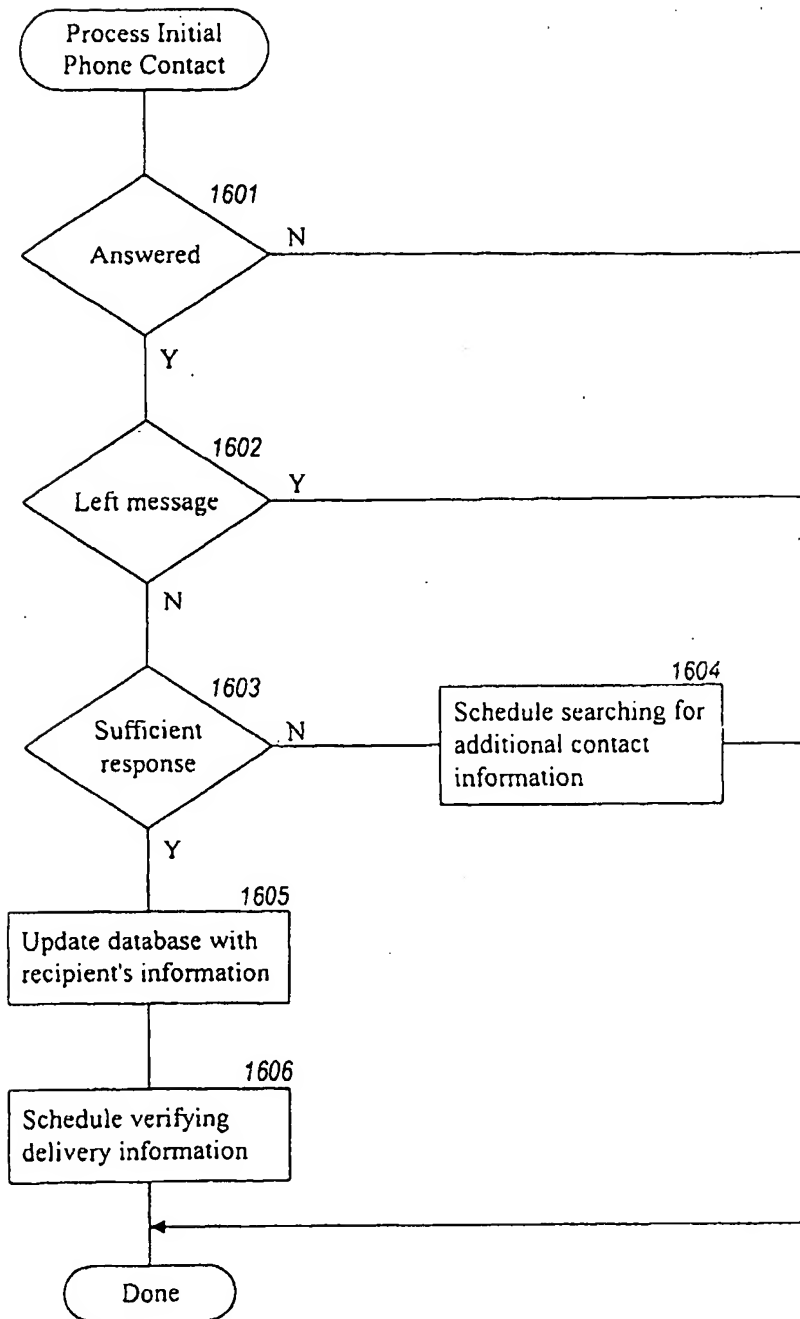 Process Initial
Phone Contact
1601
Answered
N
Y
1602
Left message
Y
N
1603
Sufficient
response
N
1604
Schedule searching for
additional contact
information
Y
1605
Update database with
recipient's information
1606
Schedule verifying
delivery information
Done